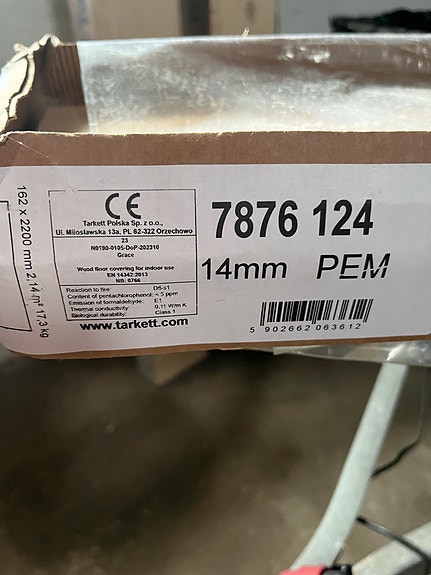 162 x 2200 mm 2,14 m² 17,3 kg
CE
Tarkett Polska Sp. z o.o.,
Ul. Miłosławska 13a, PL 62-322 Orzechowo
23
N0190-0105-DoP-202310
Grace
Wood floor covering for indoor use
EN 14342:2013
NB: 0766
Reaction to fire: Dfl-s1
Content of pentachlorophenol: < 5 ppm
Emission of formaldehyde: E1
Thermal conductivity: 0,11 W/m K
Biological durability: Class 1
www.tarkett.com
7876 124
14mm PEM
5 902662 063612